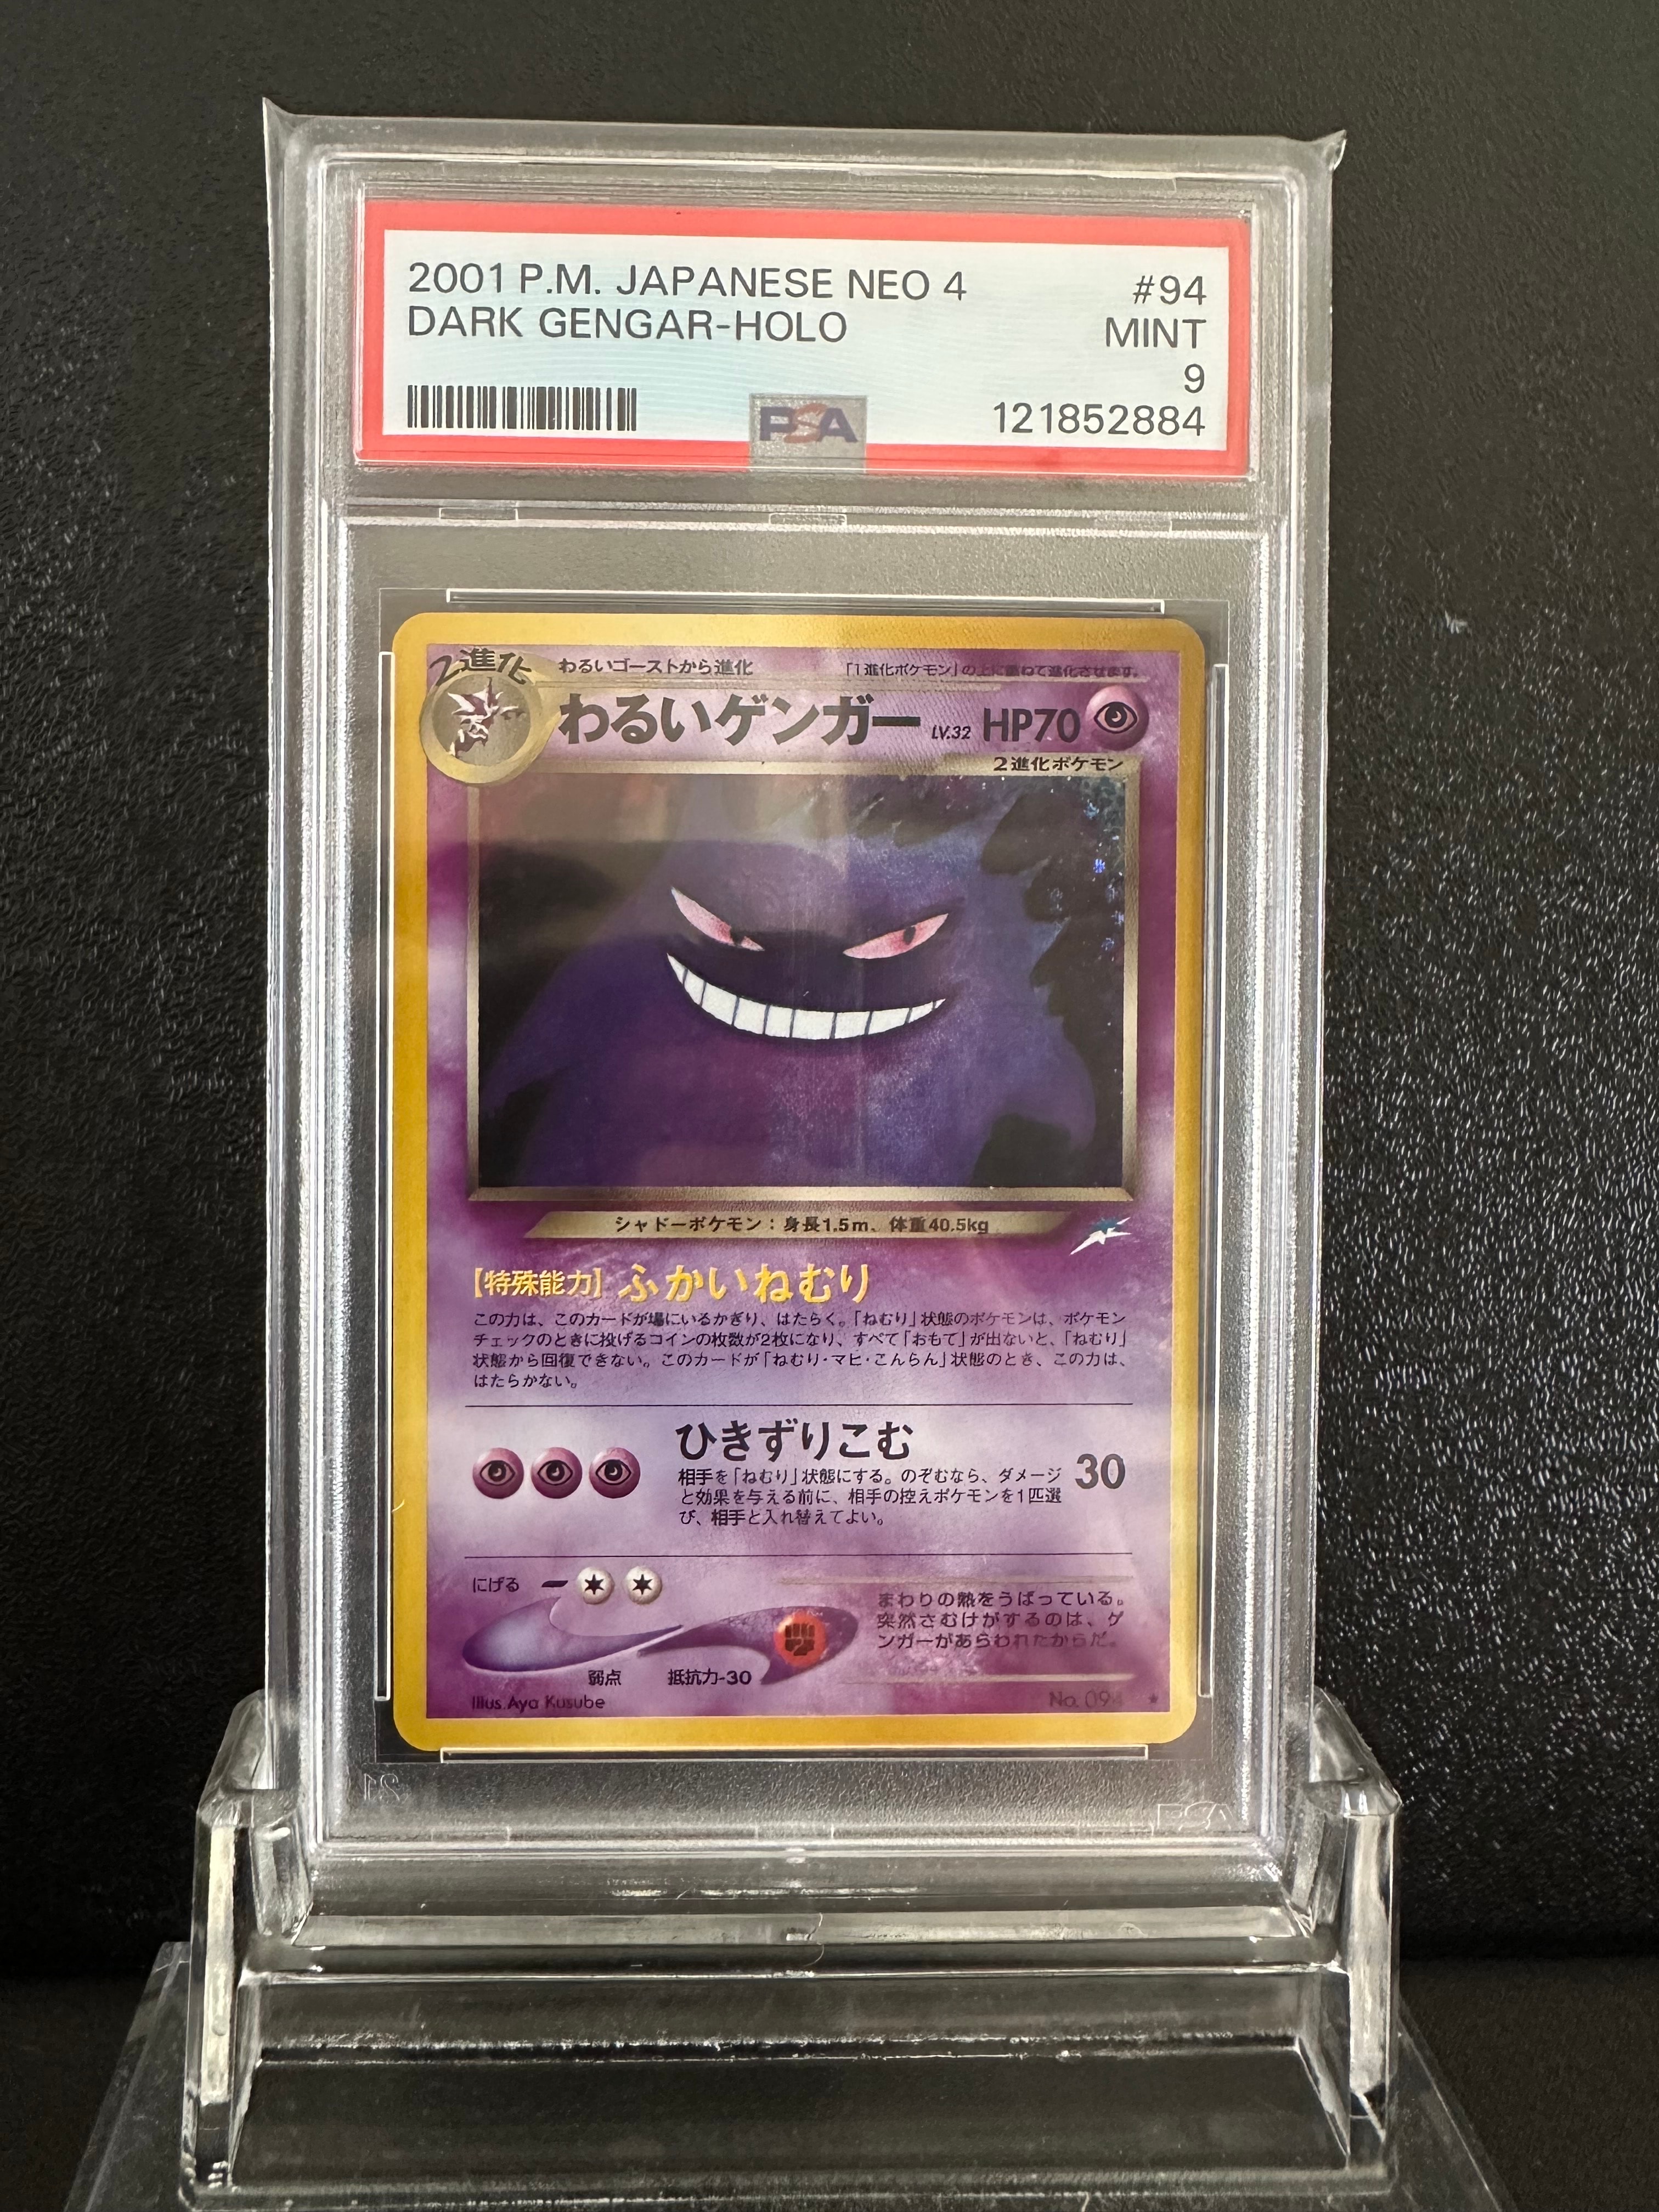 2001 P.M. JAPANESE NEO 4 #94
DARK GENGAR-HOLO MINT
9
PSA 121852884
2進化 わるいゴーストから進化 「1進化ポケモン」の上に重ねて進化させます。
わるいゲンガー LV.32 HP70
2進化ポケモン
シャドーポケモン：身長1.5m、体重40.5kg
【特殊能力】ふかいねむり
この力は、このカードが場にいるかぎり、はたらく。「ねむり」状態のポケモンは、ポケモン
チェックのときに投げるコインの枚数が2枚になり、すべて「おもて」が出ないと、「ねむり」
状態から回復できない。このカードが「ねむり・マヒ・こんらん」状態のとき、この力は、
はたらかない。
ひきずりこむ
相手を「ねむり」状態にする。のぞむなら、ダメージ
と効果を与える前に、相手の控えポケモンを1匹選
び、相手と入れ替えてよい。
30
にげる
まわりの熱をうばっている。
突然さむけがするのは、ゲ
ンガーがあらわれたからだ。
弱点 抵抗力-30
Illus.Aya Kusube No.094 ★
PSA